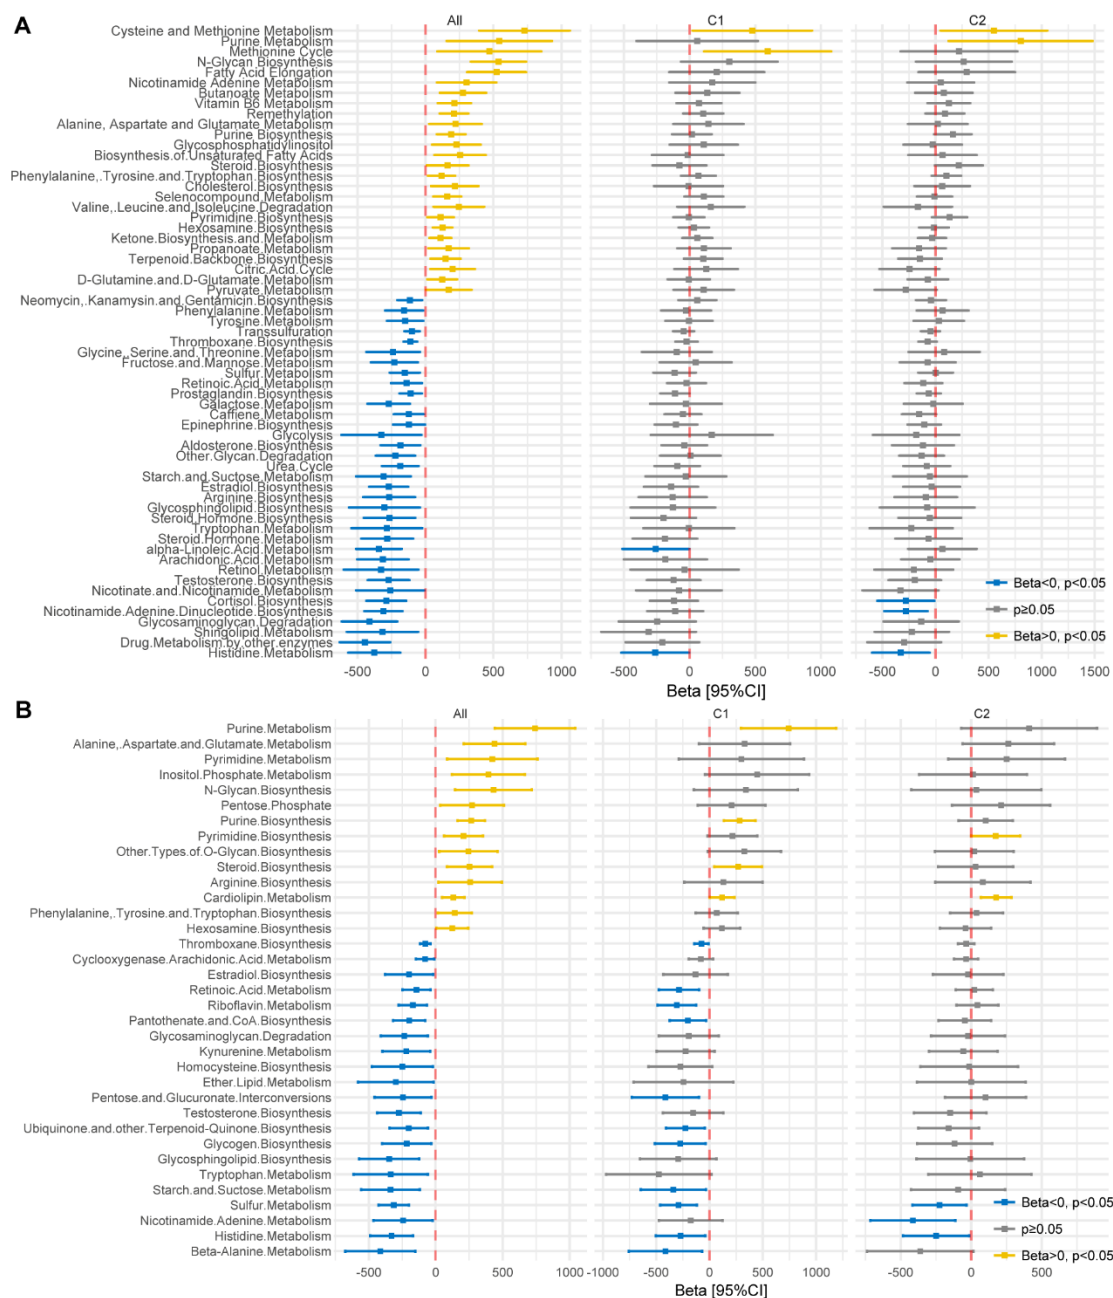 A
All C1 C2
Cysteine and Methionine Metabolism
Purine Metabolism
Methionine Cycle
N-Glycan Biosynthesis
Fatty Acid Elongation
Nicotinamide Adenine Metabolism
Butanoate Metabolism
Vitamin B6 Metabolism
Remethylation
Alanine, Aspartate and Glutamate Metabolism
Purine Biosynthesis
Glycosphosphatidylinositol
Biosynthesis.of.Unsaturated Fatty Acids
Steroid.Biosynthesis
Phenylalanine,.Tyrosine.and.Tryptophan.Biosynthesis
Cholesterol.Biosynthesis
Selenocompound.Metabolism
Valine,.Leucine.and.Isoleucine.Degradation
Pyrimidine.Biosynthesis
Hexosamine.Biosynthesis
Ketone.Biosynthesis.and.Metabolism
Propanoate.Metabolism
Terpenoid.Backbone.Biosynthesis
Citric.Acid.Cycle
D-Glutamine.and.D-Glutamate.Metabolism
Pyruvate.Metabolism
Neomycin,.Kanamycin.and.Gentamicin.Biosynthesis
Phenylalanine.Metabolism
Tyrosine.Metabolism
Transsulfuration
Thromboxane.Biosynthesis
Glycine,.Serine.and.Threonine.Metabolism
Fructose.and.Mannose.Metabolism
Sulfur.Metabolism
Retinoic.Acid.Metabolism
Prostaglandin.Biosynthesis
Galactose.Metabolism
Caffiene.Metabolism
Epinephrine.Biosynthesis
Glycolysis
Aldosterone.Biosynthesis
Other.Glycan.Degradation
Urea.Cycle
Starch.and.Suctose.Metabolism
Estradiol.Biosynthesis
Arginine.Biosynthesis
Glycosphingolipid.Biosynthesis
Steroid.Hormone.Biosynthesis
Tryptophan.Metabolism
Steroid.Hormone.Metabolism
alpha-Linoleic.Acid.Metabolism
Arachidonic.Acid.Metabolism
Retinol.Metabolism
Testosterone.Biosynthesis
Nicotinate.and.Nicotinamide.Metabolism
Cortisol.Biosynthesis
Nicotinamide.Adenine.Dinucleotide.Biosynthesis
Glycosaminoglycan.Degradation
Shingolipid.Metabolism
Drug.Metabolism.by.other.enzymes
Histidine.Metabolism
Beta<0, p<0.05
p≥0.05
Beta>0, p<0.05
-500 0 500 1000 -500 0 500 1000 -500 0 500 1000 1500
Beta [95%CI]
B
All C1 C2
Purine.Metabolism
Alanine,.Aspartate.and.Glutamate.Metabolism
Pyrimidine.Metabolism
Inositol.Phosphate.Metabolism
N-Glycan.Biosynthesis
Pentose.Phosphate
Purine.Biosynthesis
Pyrimidine.Biosynthesis
Other.Types.of.O-Glycan.Biosynthesis
Steroid.Biosynthesis
Arginine.Biosynthesis
Cardiolipin.Metabolism
Phenylalanine,.Tyrosine.and.Tryptophan.Biosynthesis
Hexosamine.Biosynthesis
Thromboxane.Biosynthesis
Cyclooxygenase.Arachidonic.Acid.Metabolism
Estradiol.Biosynthesis
Retinoic.Acid.Metabolism
Riboflavin.Metabolism
Pantothenate.and.CoA.Biosynthesis
Glycosaminoglycan.Degradation
Kynurenine.Metabolism
Homocysteine.Biosynthesis
Ether.Lipid.Metabolism
Pentose.and.Glucuronate.Interconversions
Testosterone.Biosynthesis
Ubiquinone.and.other.Terpenoid-Quinone.Biosynthesis
Glycogen.Biosynthesis
Glycosphingolipid.Biosynthesis
Tryptophan.Metabolism
Starch.and.Suctose.Metabolism
Sulfur.Metabolism
Nicotinamide.Adenine.Metabolism
Histidine.Metabolism
Beta-Alanine.Metabolism
Beta<0, p<0.05
p≥0.05
Beta>0, p<0.05
-500 0 500 1000 -1000 -500 0 500 1000 -500 0 500
Beta [95%CI]